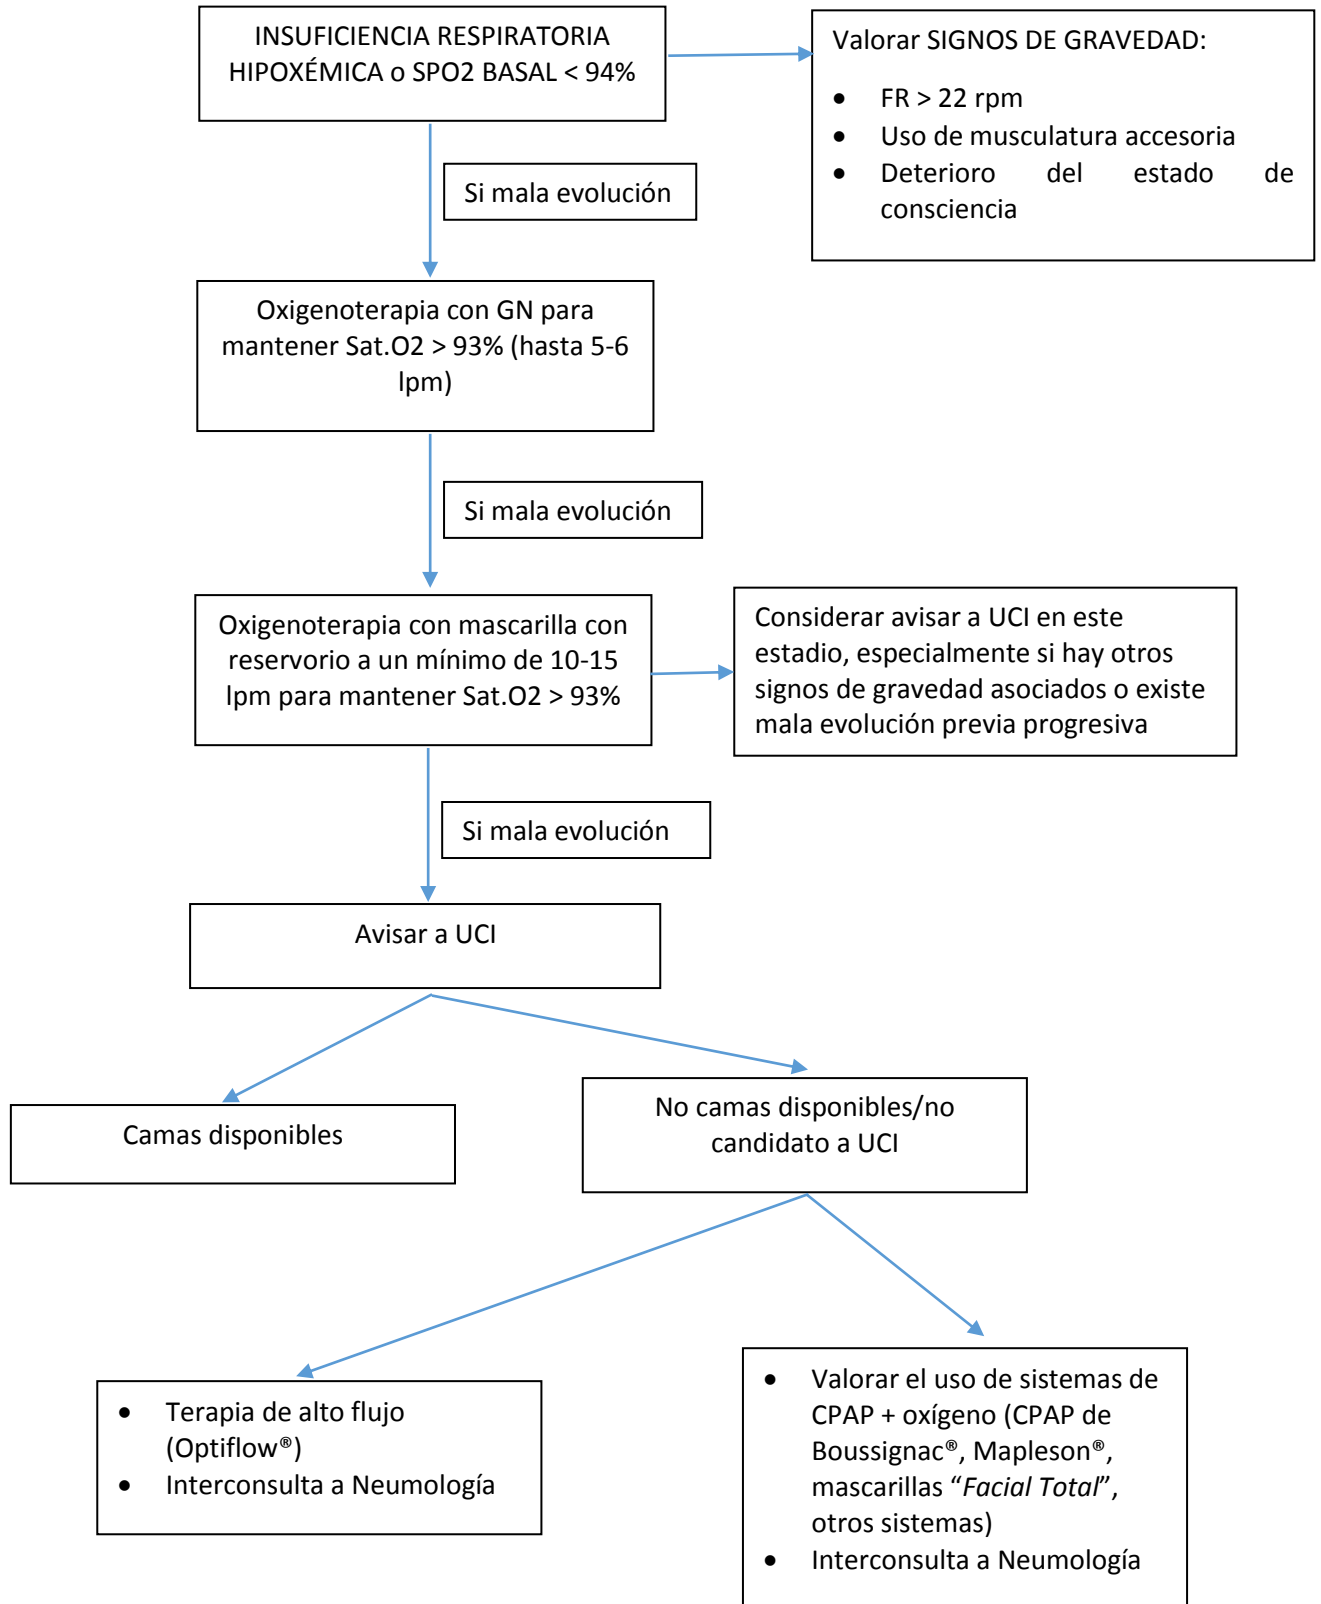 INSUFICIENCIA RESPIRATORIA
HIPOXÉMICA o SPO2 BASAL < 94%
Valorar SIGNOS DE GRAVEDAD:
• FR > 22 rpm
• Uso de musculatura accesoria
• Deterioro del estado de
consciencia
Si mala evolución
Oxigenoterapia con GN para
mantener Sat.O2 > 93% (hasta 5-6
lpm)
Si mala evolución
Oxigenoterapia con mascarilla con
reservorio a un mínimo de 10-15
lpm para mantener Sat.O2 > 93%
Considerar avisar a UCI en este
estadio, especialmente si hay otros
signos de gravedad asociados o existe
mala evolución previa progresiva
Si mala evolución
Avisar a UCI
Camas disponibles
No camas disponibles/no
candidato a UCI
• Terapia de alto flujo
(Optiflow®)
• Interconsulta a Neumología
• Valorar el uso de sistemas de
CPAP + oxígeno (CPAP de
Boussignac®, Mapleson®,
mascarillas “Facial Total”,
otros sistemas)
• Interconsulta a Neumología